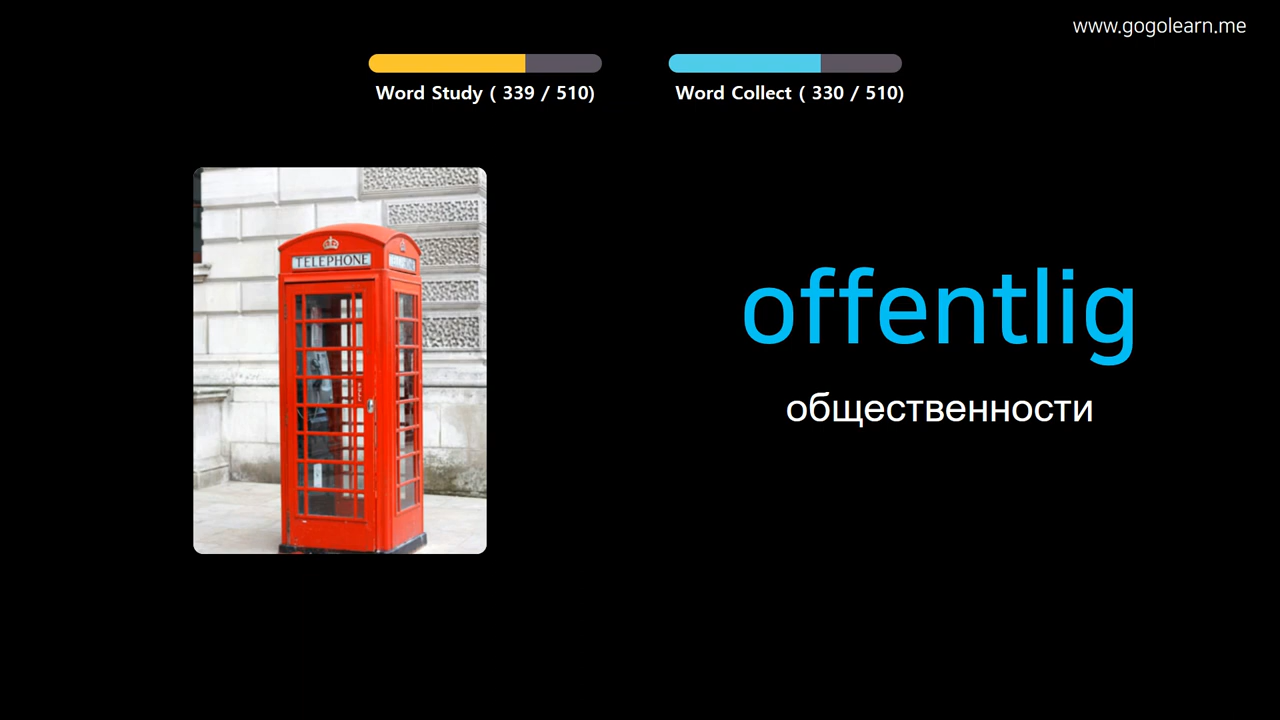 www.gogolearn.me
Word Study ( 339 / 510)
Word Collect ( 330 / 510)
TELEPHONE
offentlig
общественности